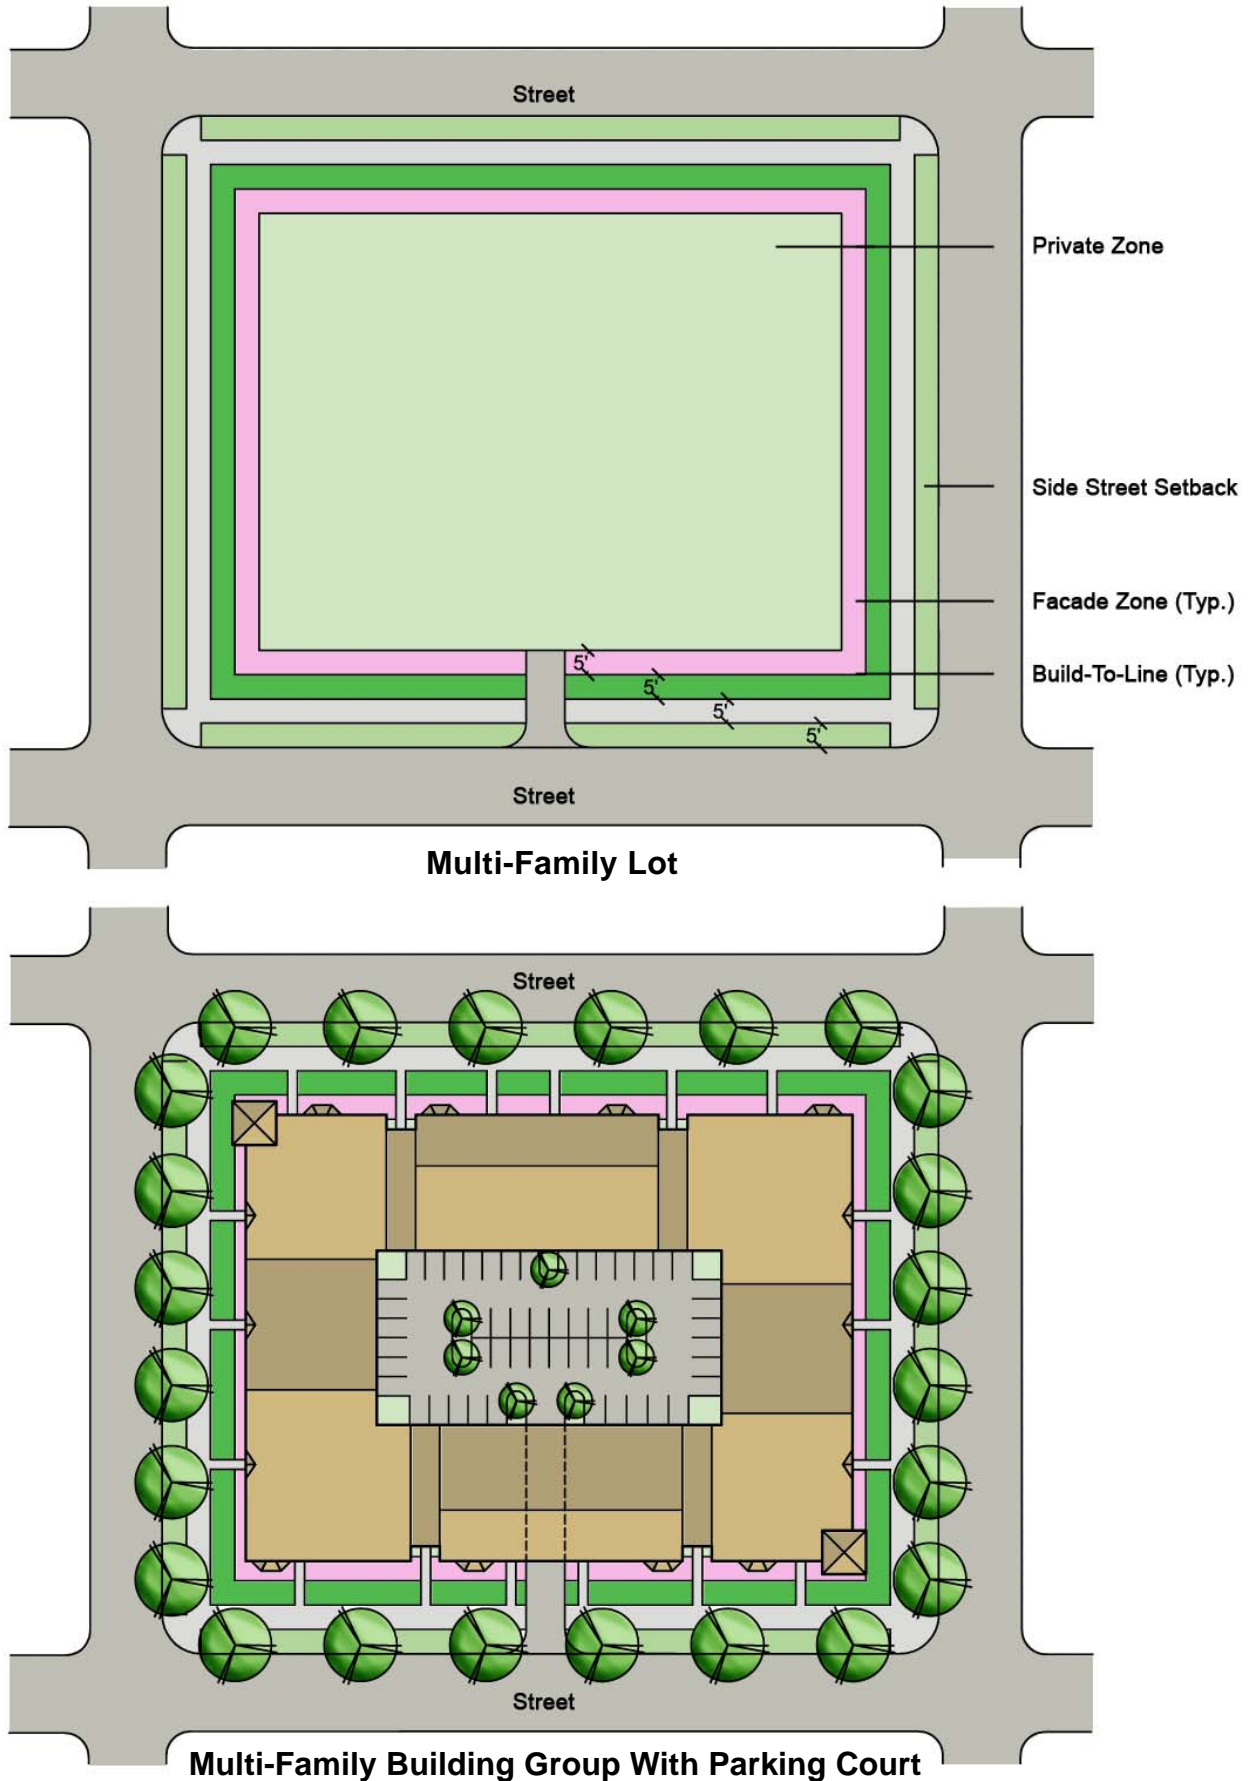 Street
Private Zone
Side Street Setback
Facade Zone (Typ.)
5'
Build-To-Line (Typ.)
5'
5'
5'
Street
Multi-Family Lot
Street
Street
Multi-Family Building Group With Parking Court